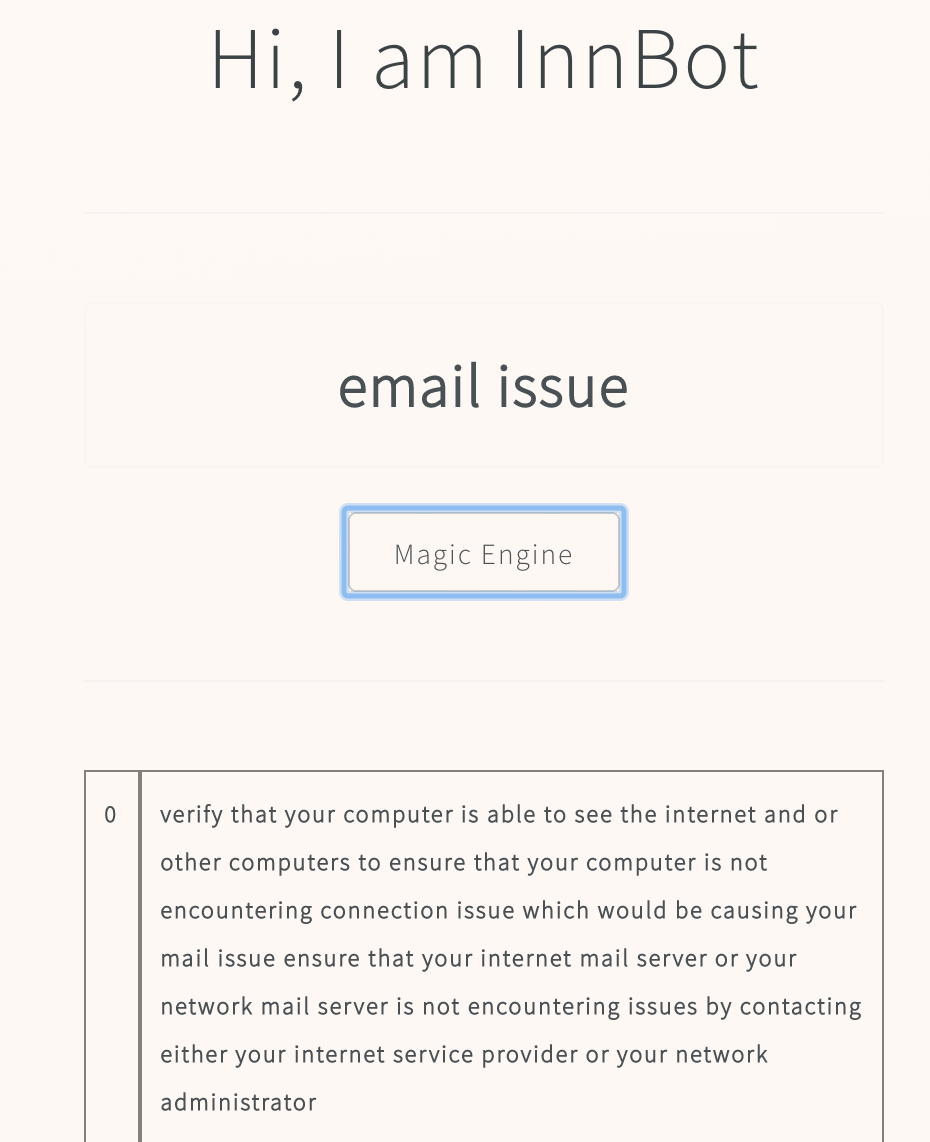 Hi, I am InnBot
email issue
Magic Engine
0
verify that your computer is able to see the internet and or
other computers to ensure that your computer is not
encountering connection issue which would be causing your
mail issue ensure that your internet mail server or your
network mail server is not encountering issues by contacting
either your internet service provider or your network
administrator